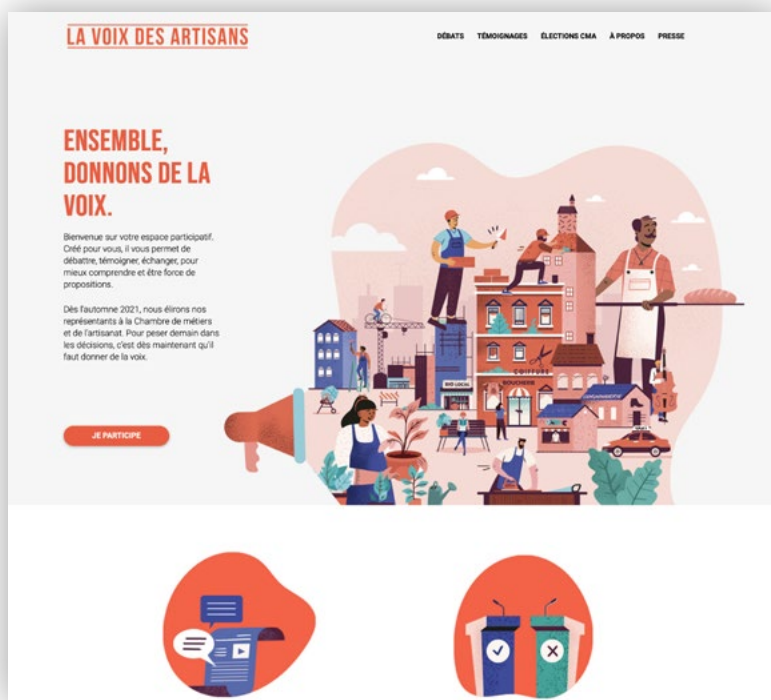 LA VOIX DES ARTISANS
DÉBATS TÉMOIGNAGES ÉLECTIONS CMA À PROPOS PRESSE
ENSEMBLE,
DONNONS DE LA
VOIX.
Bienvenue sur votre espace participatif.
Créé pour vous, il vous permet de
débattre, témoigner, échanger, pour
mieux comprendre et être force de
propositions.
Dès l'automne 2021, nous élirons nos
représentants à la Chambre de métiers
et de l'artisanat. Pour peser demain dans
les décisions, c'est dès maintenant qu'il
faut donner de la voix.
JE PARTICIPE
COIFFURE
BIO LOCAL
BOUCHERIE